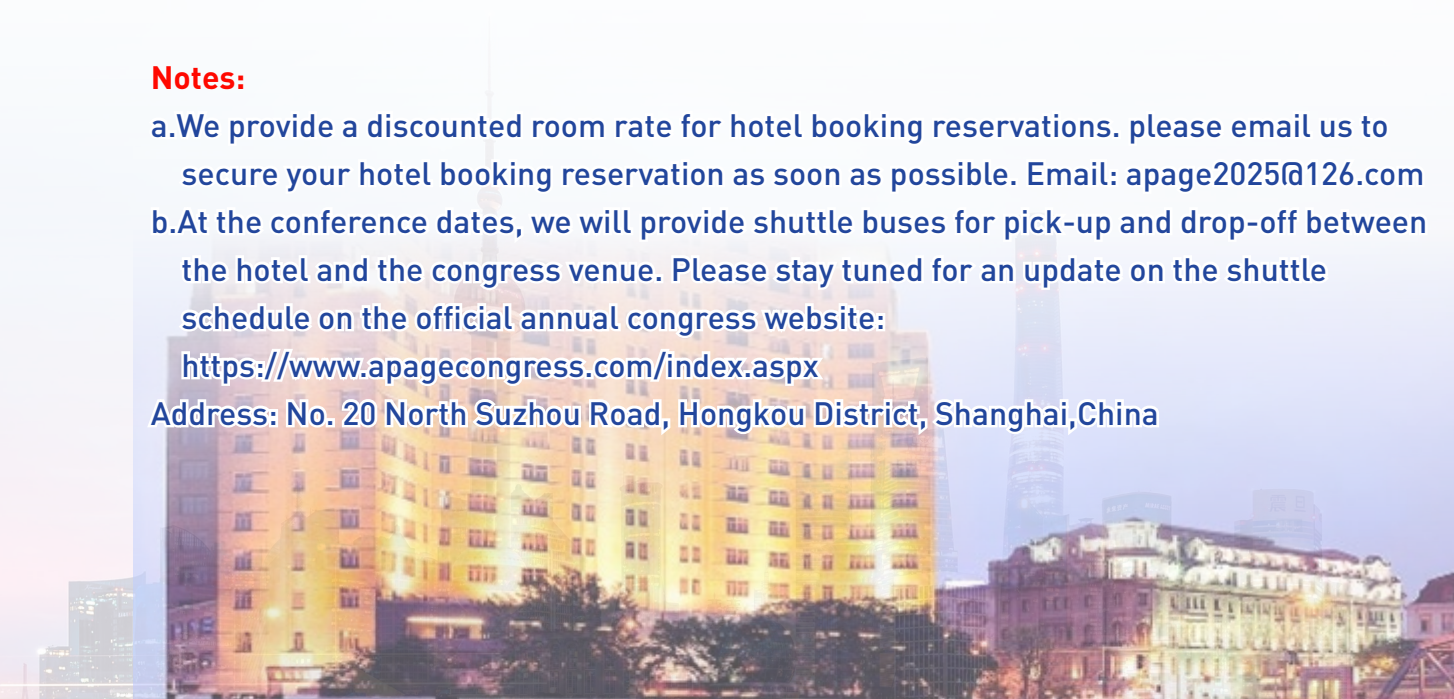 Notes:
a.We provide a discounted room rate for hotel booking reservations. please email us to
secure your hotel booking reservation as soon as possible. Email: apage2025@126.com
b.At the conference dates, we will provide shuttle buses for pick-up and drop-off between
the hotel and the congress venue. Please stay tuned for an update on the shuttle
schedule on the official annual congress website:
https://www.apagecongress.com/index.aspx
Address: No. 20 North Suzhou Road, Hongkou District, Shanghai,China